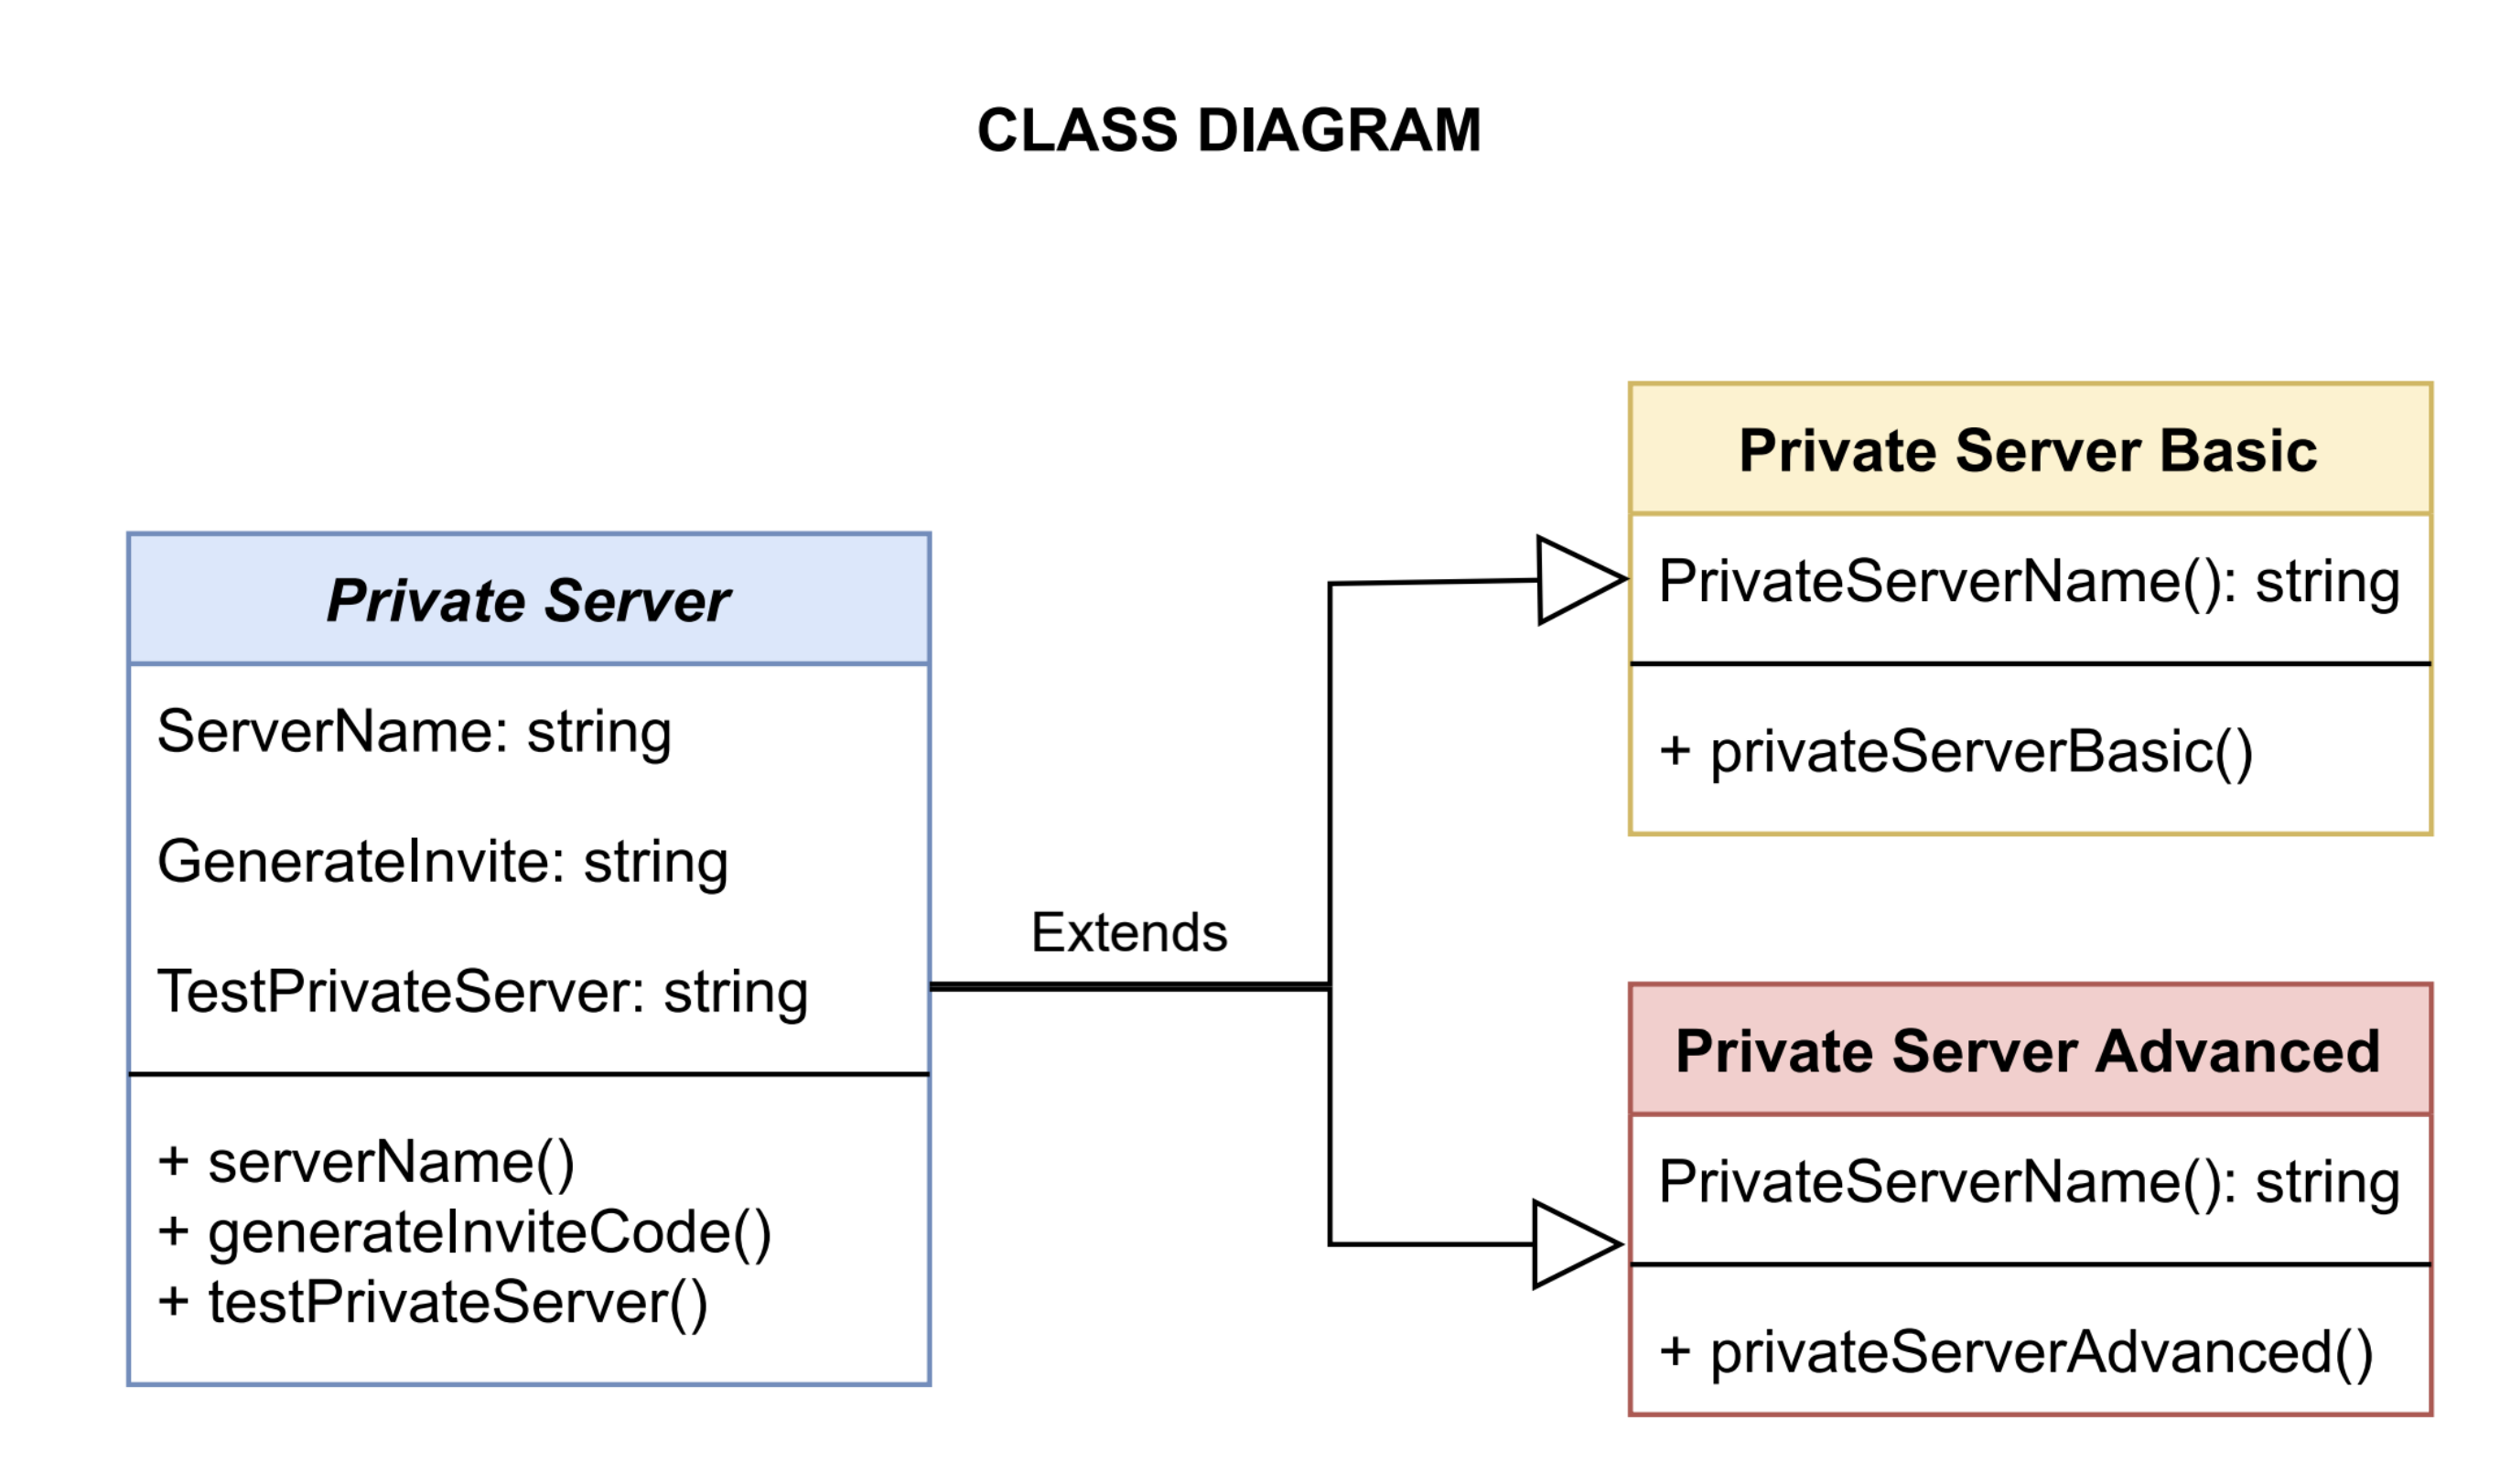 CLASS DIAGRAM
Private Server
ServerName: string
GenerateInvite: string
TestPrivateServer: string
+ serverName()
+ generateInviteCode()
+ testPrivateServer()
Extends
Private Server Basic
PrivateServerName(): string
+ privateServerBasic()
Private Server Advanced
PrivateServerName(): string
+ privateServerAdvanced()